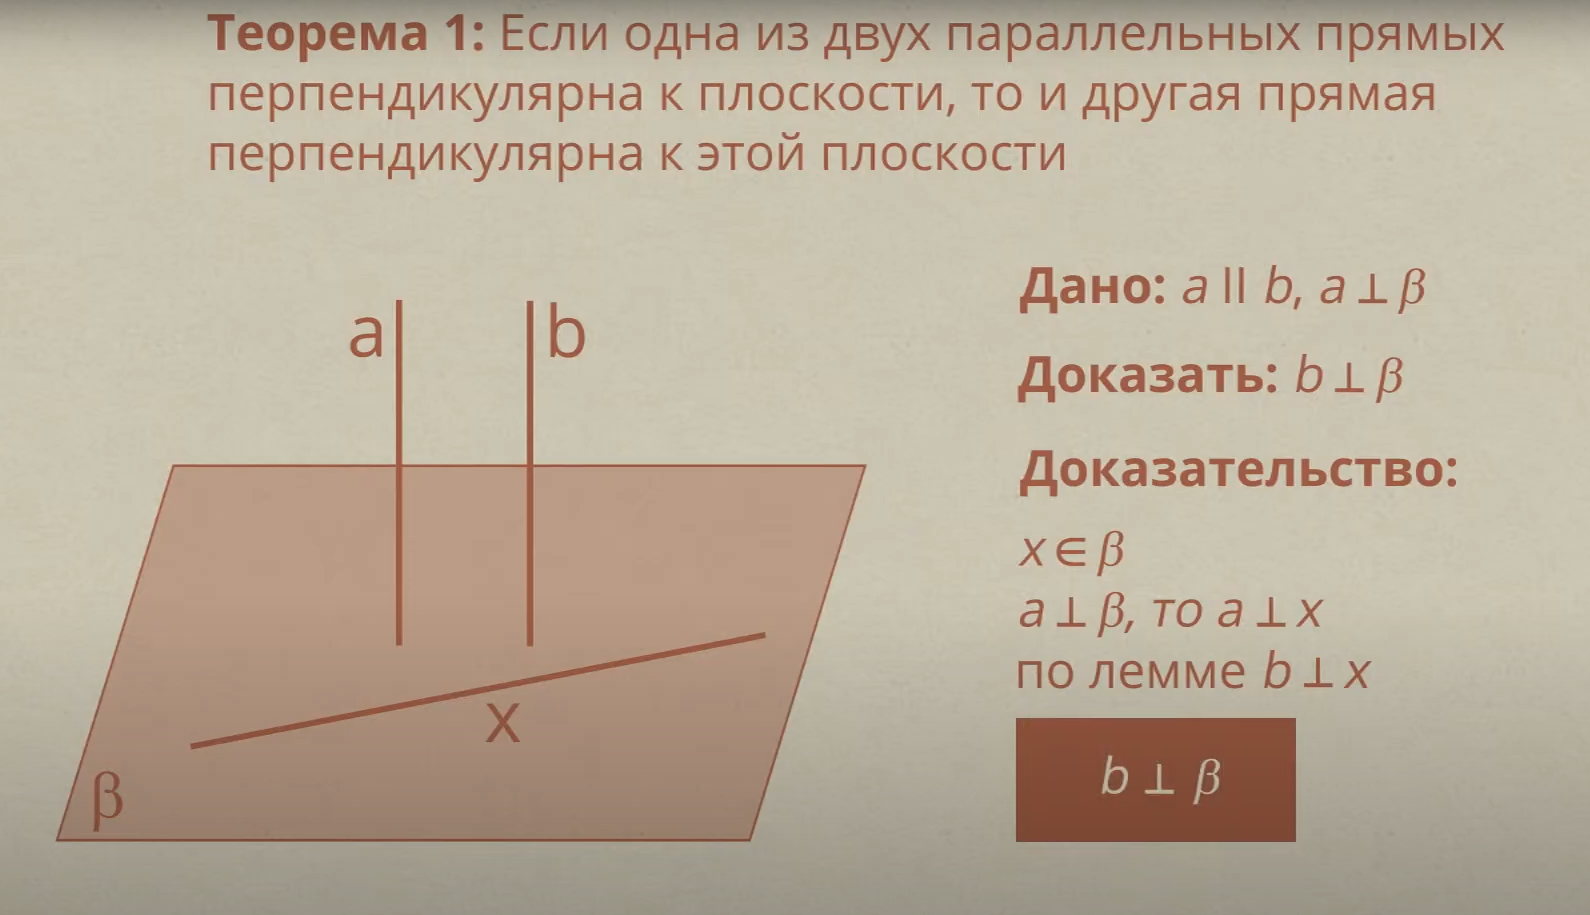 Теорема 1: Если одна из двух параллельных прямых
перпендикулярна к плоскости, то и другая прямая
перпендикулярна к этой плоскости
a
b
x
β
Дано: a ll b, a ⊥ β
Доказать: b ⊥ β
Доказательство:
x ∈ β
a ⊥ β, то a ⊥ x
по лемме b ⊥ x
b ⊥ β